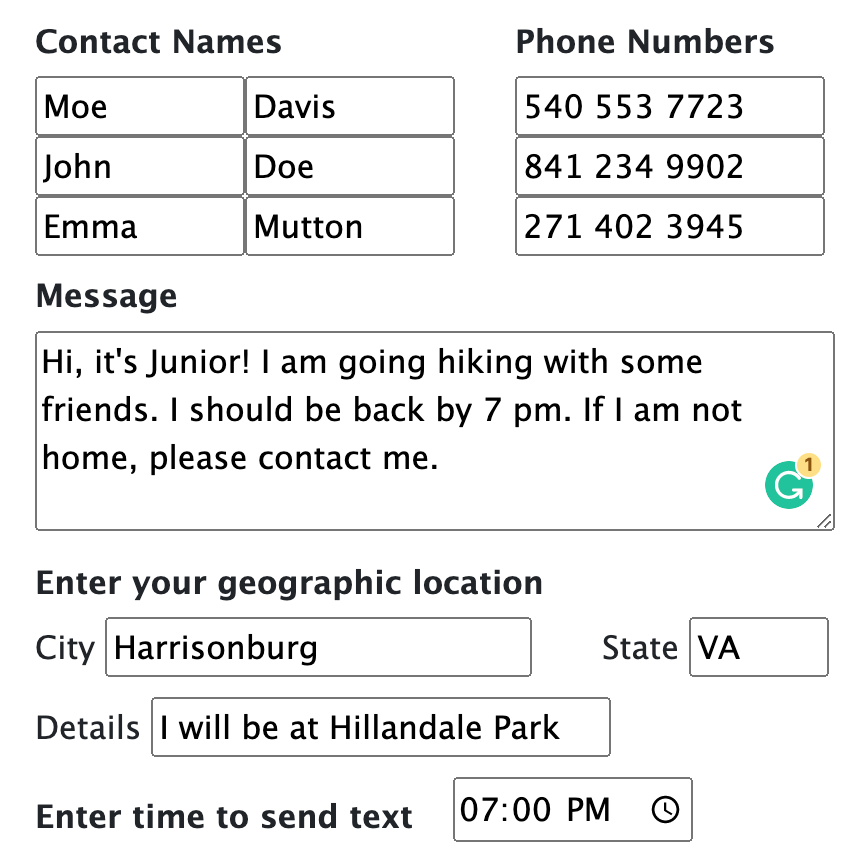 Contact Names Phone Numbers
Moe Davis 540 553 7723
John Doe 841 234 9902
Emma Mutton 271 402 3945
Message
Hi, it's Junior! I am going hiking with some
friends. I should be back by 7 pm. If I am not
home, please contact me.
1
Enter your geographic location
City Harrisonburg State VA
Details I will be at Hillandale Park
Enter time to send text 07:00 PM